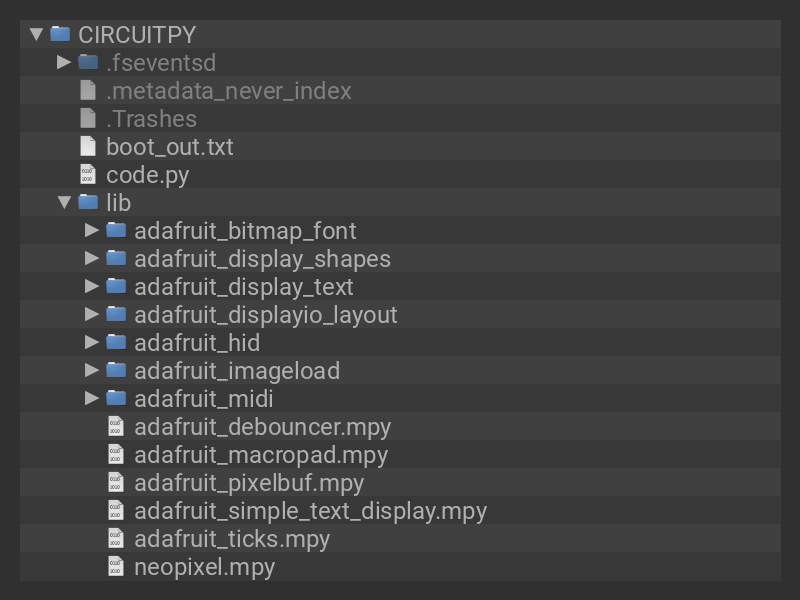 CIRCUITPY
.fseventsd
.metadata_never_index
.Trashes
boot_out.txt
code.py
lib
adafruit_bitmap_font
adafruit_display_shapes
adafruit_display_text
adafruit_displayio_layout
adafruit_hid
adafruit_imageload
adafruit_midi
adafruit_debouncer.mpy
adafruit_macropad.mpy
adafruit_pixelbuf.mpy
adafruit_simple_text_display.mpy
adafruit_ticks.mpy
neopixel.mpy